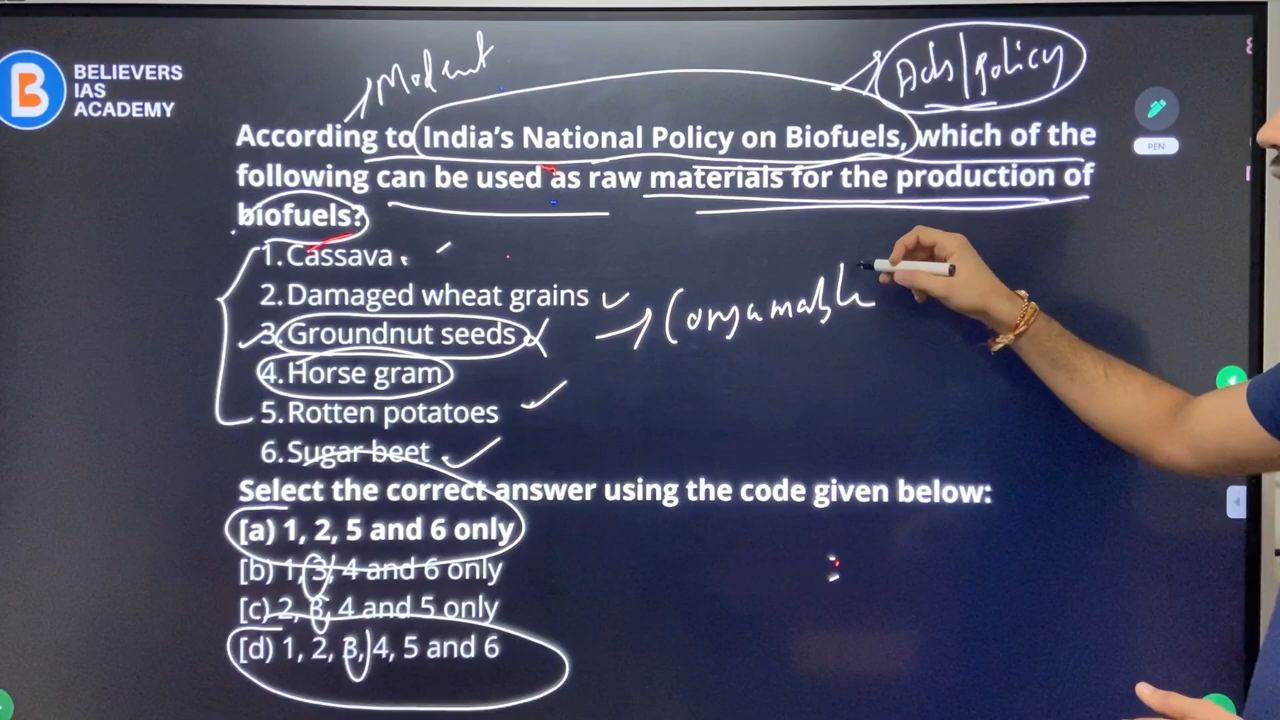 BELIEVERS
IAS
ACADEMY
Acts/policy
PEN
According to India’s National Policy on Biofuels, which of the
following can be used as raw materials for the production of
biofuels?
1. Cassava
2. Damaged wheat grains
3. Groundnut seeds
4. Horse gram
5. Rotten potatoes
6. Sugar beet
Select the correct answer using the code given below:
[a) 1, 2, 5 and 6 only
[b) 1, 3, 4 and 6 only
[c) 2, 3, 4 and 5 only
[d) 1, 2, 3, 4, 5 and 6